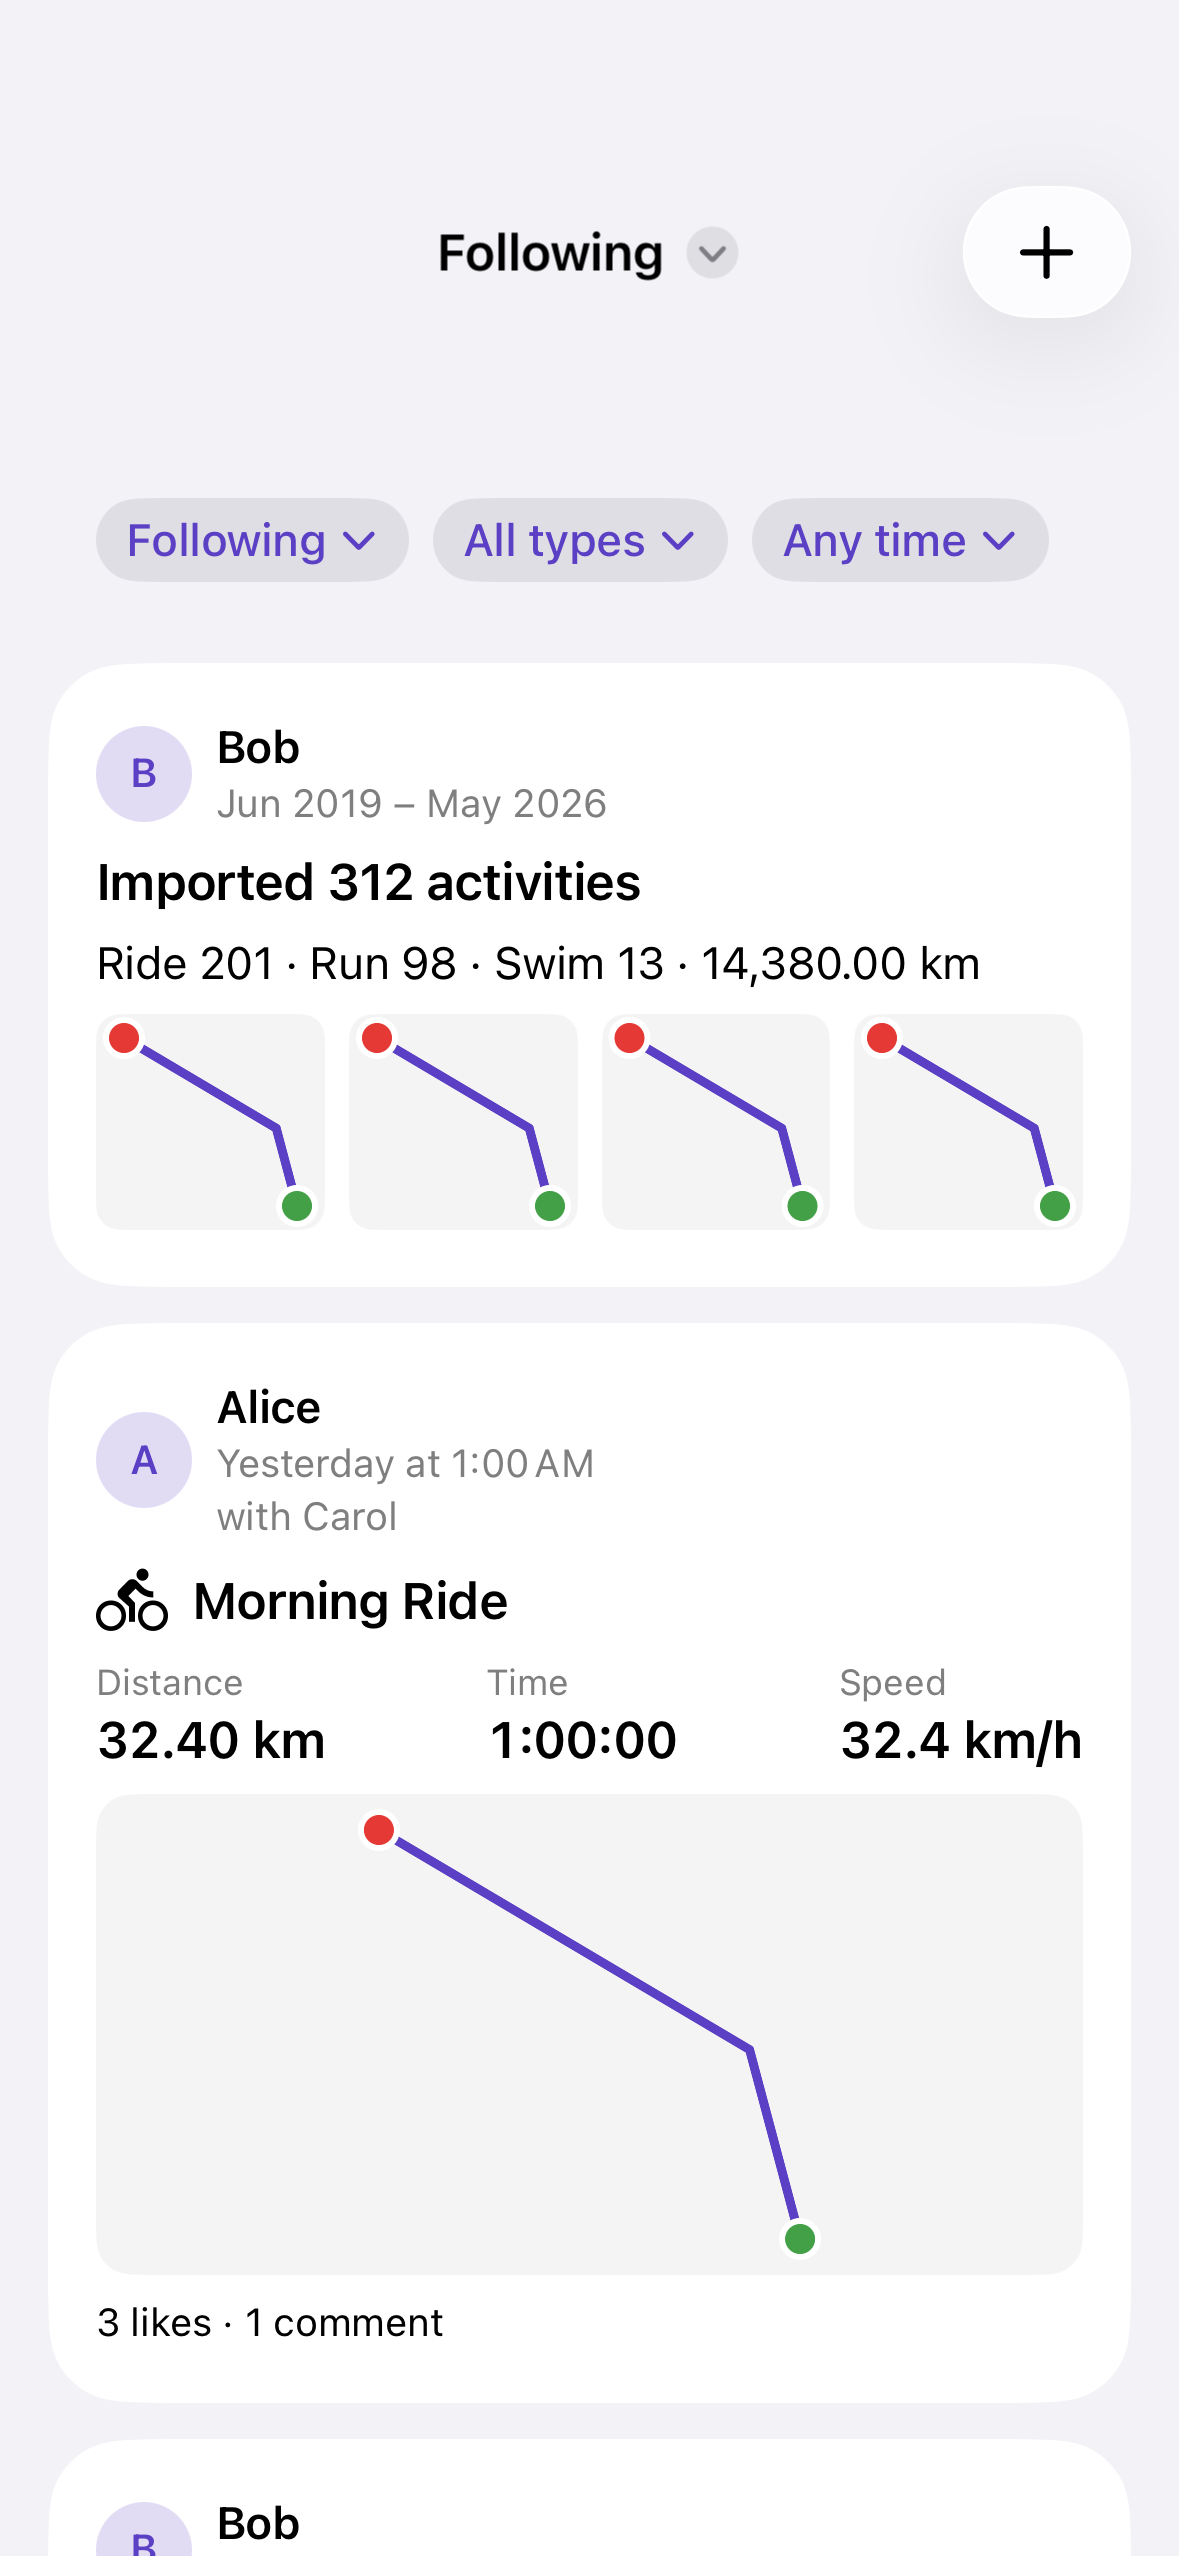 Following
Following All types Any time
B
Bob
Jun 2019 – May 2026
Imported 312 activities
Ride 201 · Run 98 · Swim 13 · 14,380.00 km
A
Alice
Yesterday at 1:00 AM
with Carol
Morning Ride
Distance Time Speed
32.40 km 1:00:00 32.4 km/h
3 likes · 1 comment
B
Bob